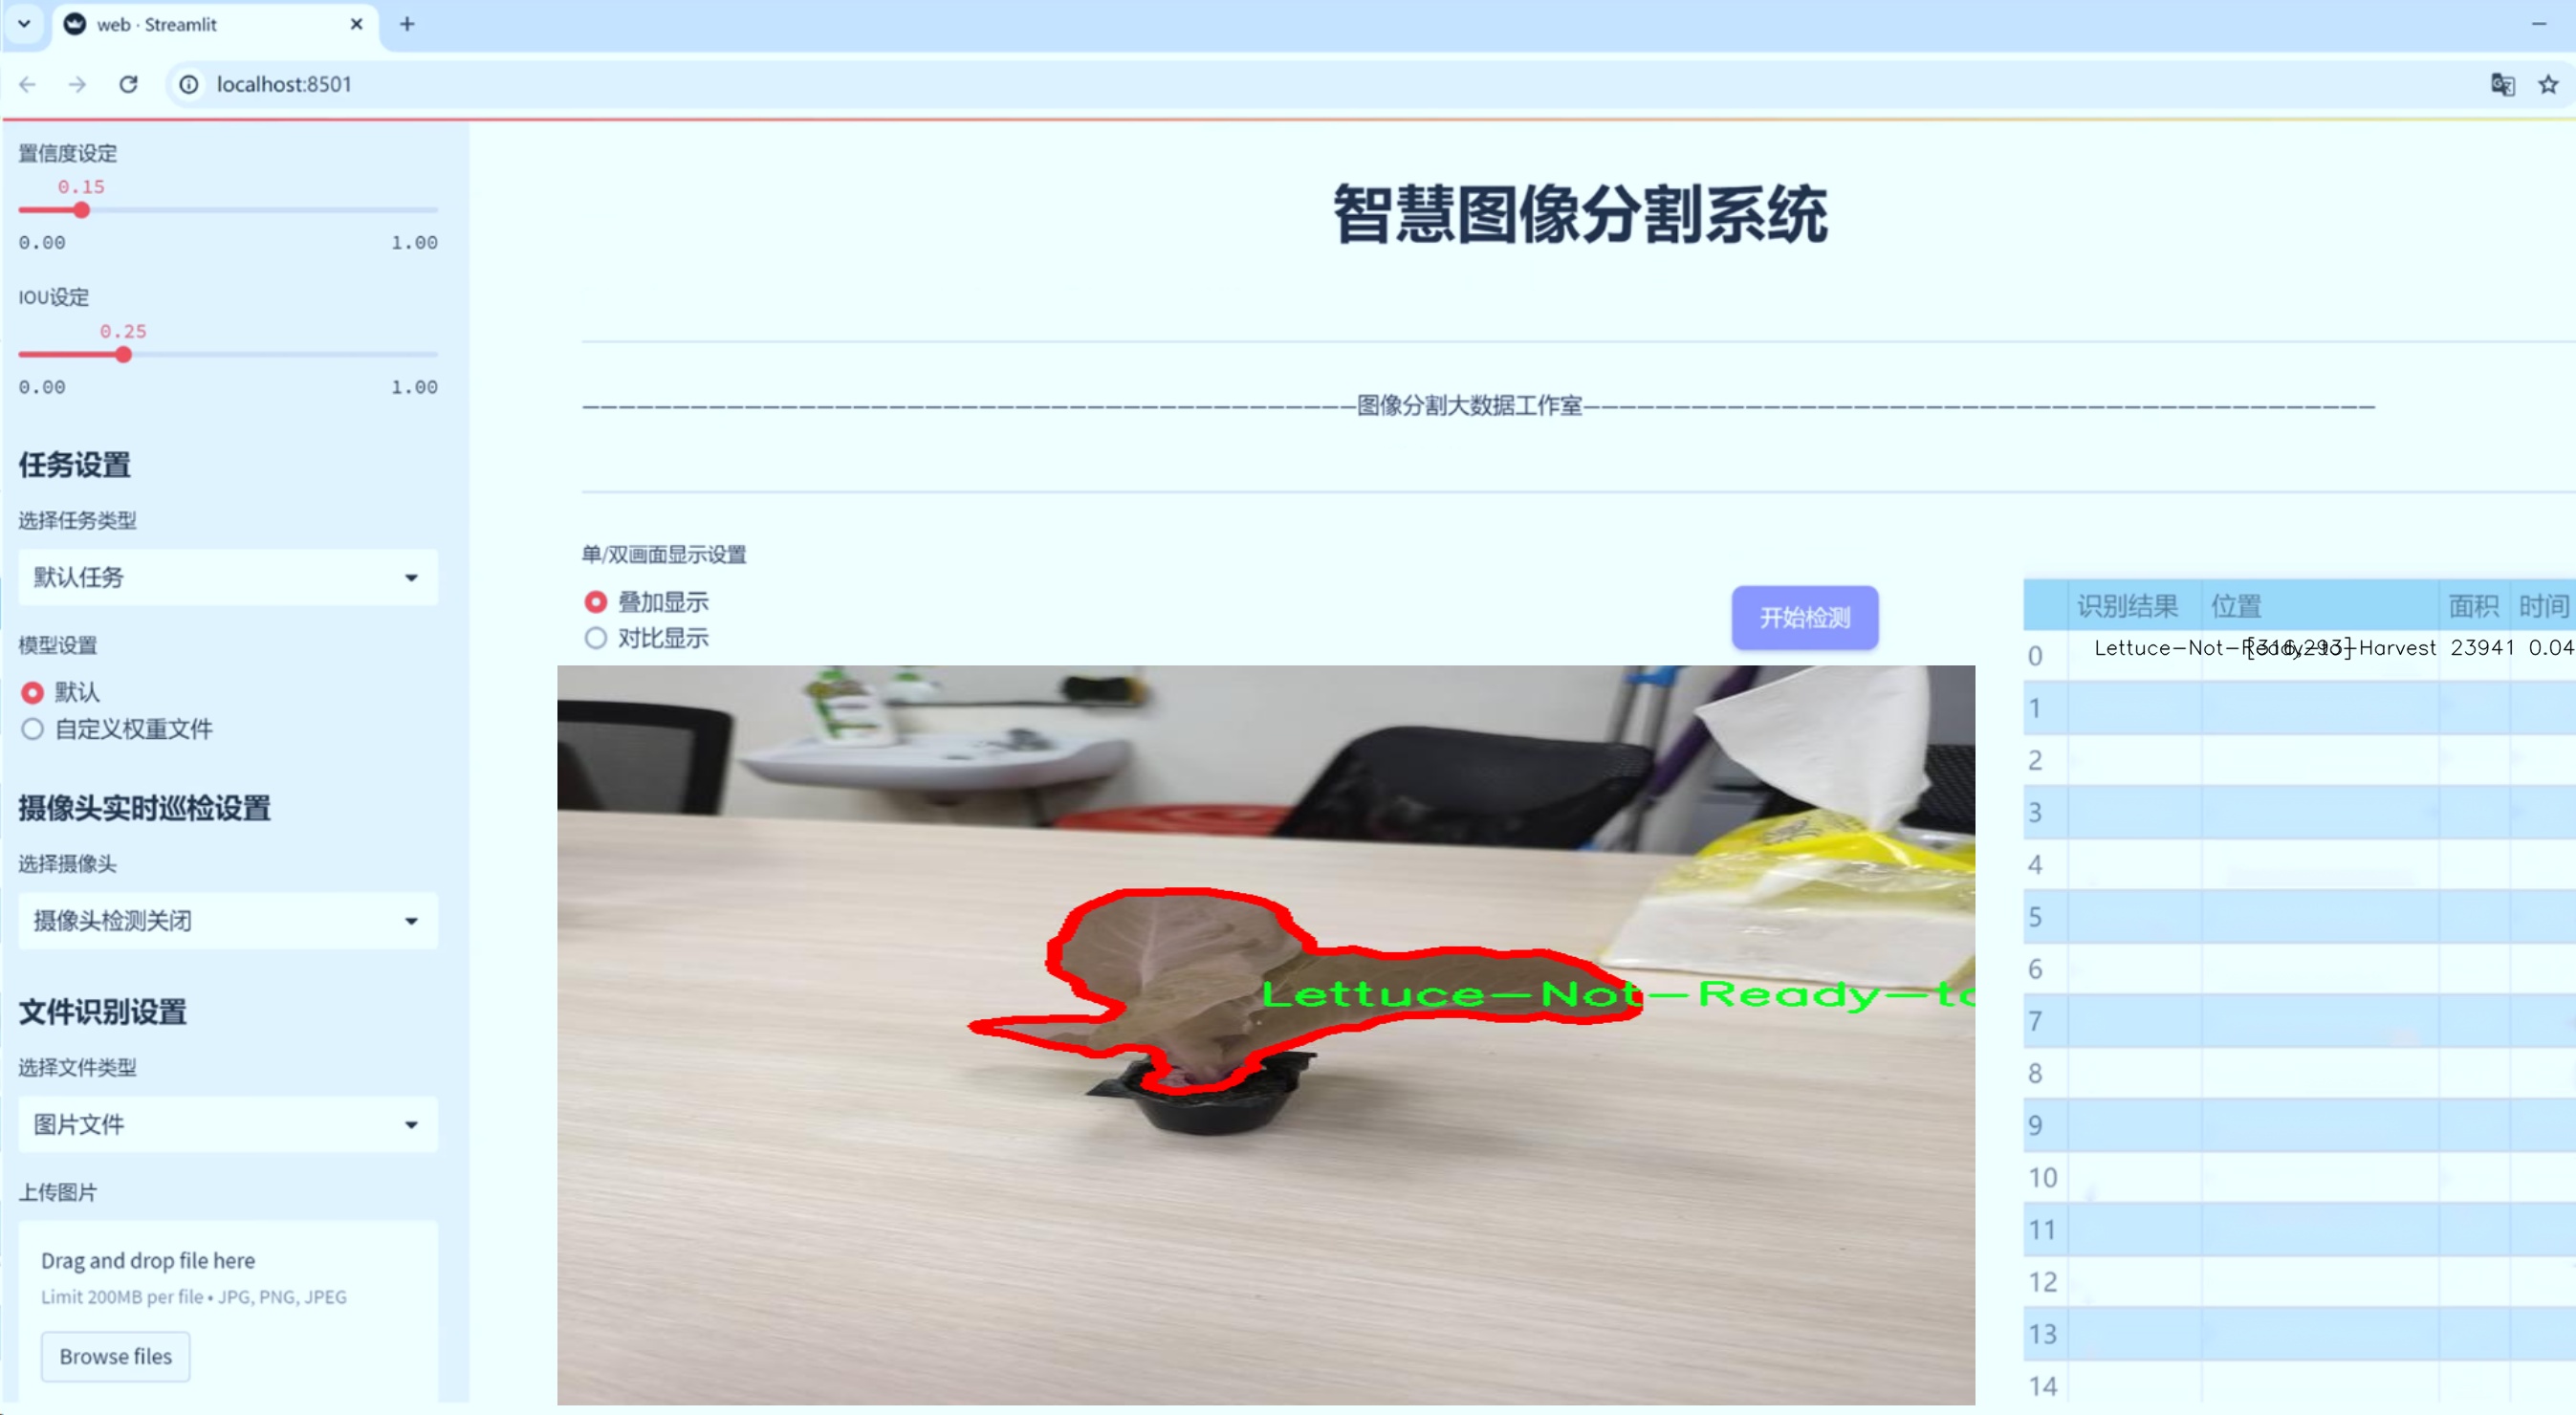 web · Streamlit
localhost:8501
置信度设定
0.15
0.00 1.00
IOU设定
0.25
0.00 1.00
任务设置
选择任务类型
默认任务
模型设置
默认
自定义权重文件
摄像头实时巡检设置
选择摄像头
摄像头检测关闭
文件识别设置
选择文件类型
图片文件
上传图片
Drag and drop file here
Limit 200MB per file • JPG, PNG, JPEG
Browse files
智慧图像分割系统
———————————————————————————————————————————图像分割大数据工作室————————————————————————————————————————————
单/双画面显示设置
叠加显示
对比显示
开始检测
Lettuce-Not-Ready-to
识别结果 位置 面积 时间
0 Lettuce-Not-Ready-to-Harvest [316,293] 23941 0.04
1
2
3
4
5
6
7
8
9
10
11
12
13
14